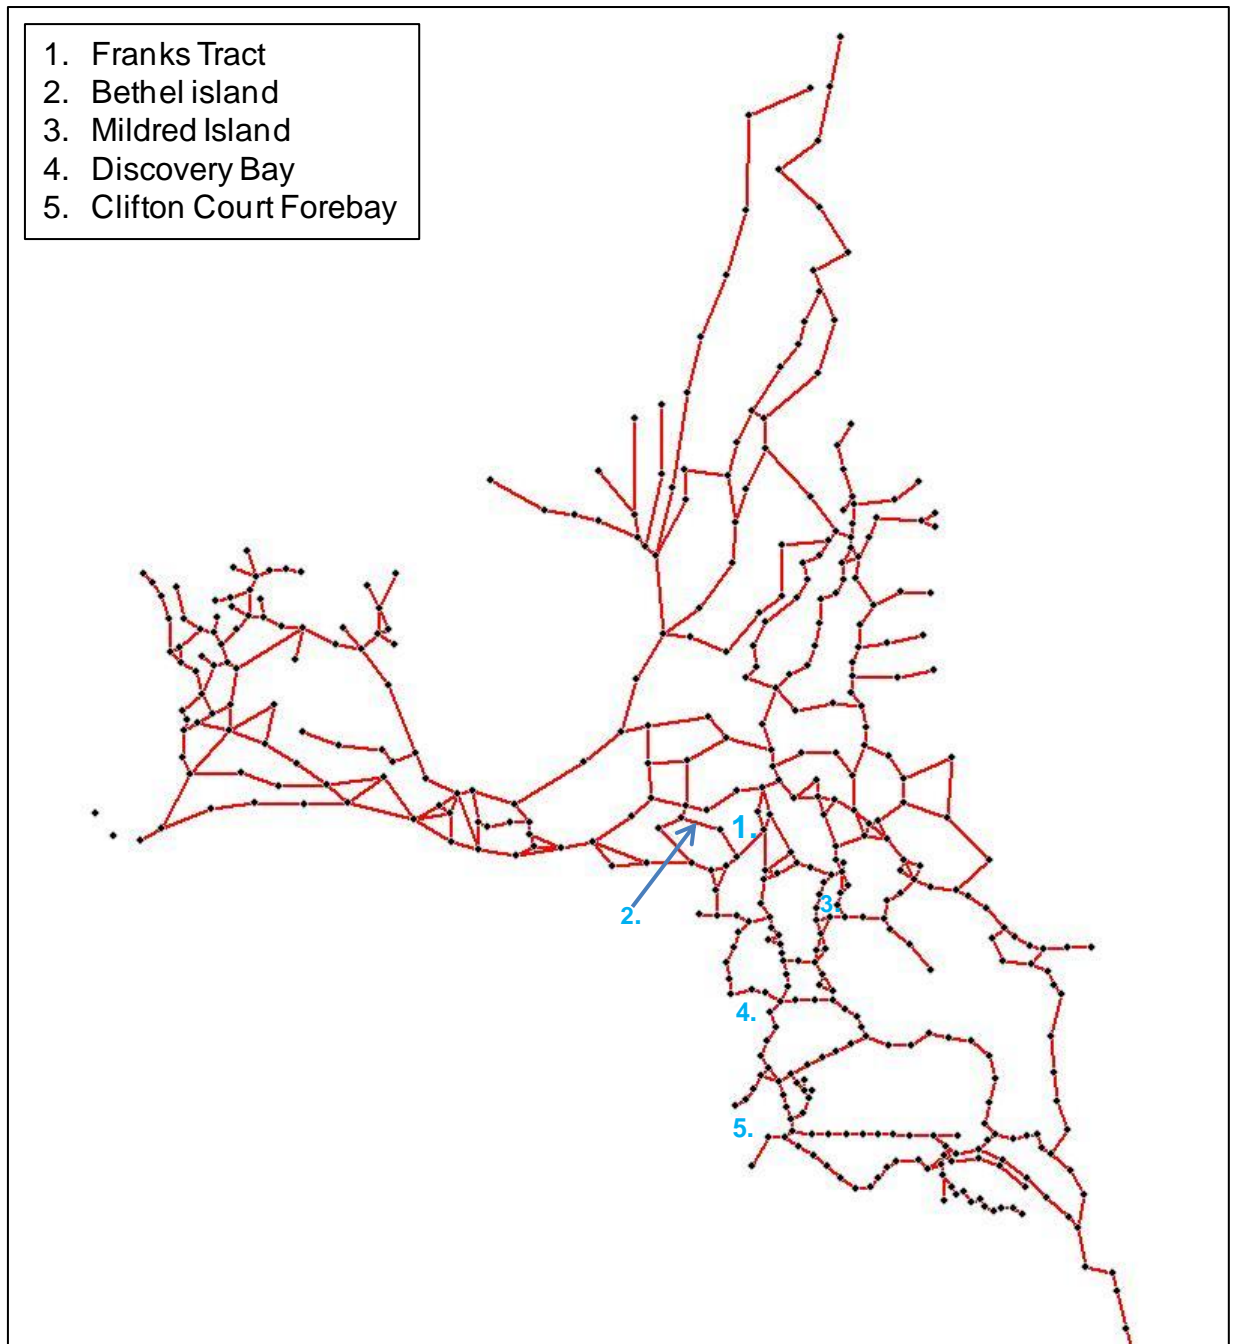 1. Franks Tract
2. Bethel island
3. Mildred Island
4. Discovery Bay
5. Clifton Court Forebay
1.
2.
3.
4.
5.